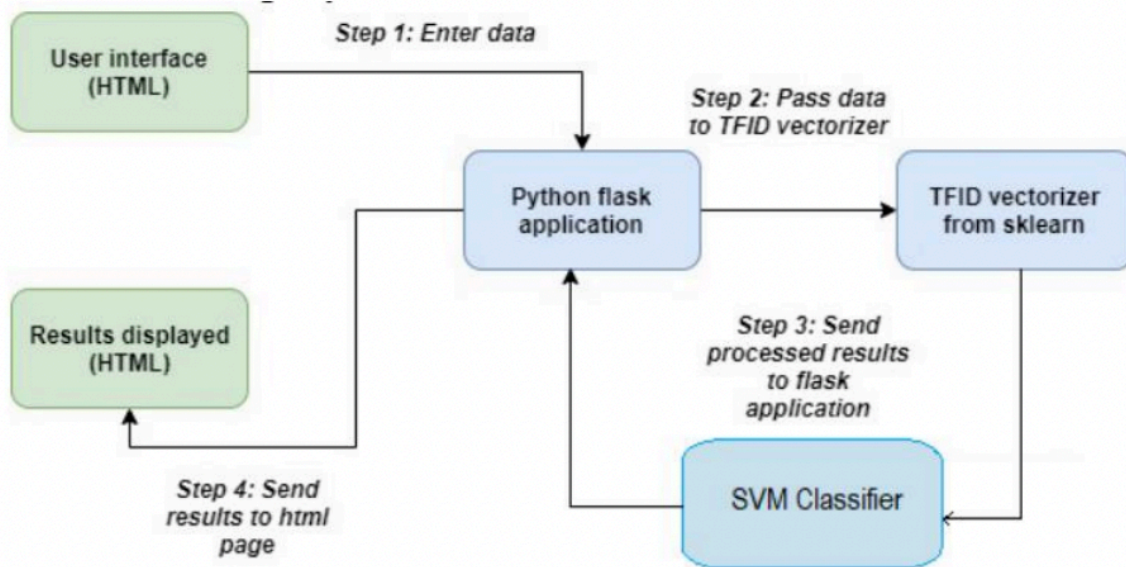 Step 1: Enter data
User interface
(HTML)
Step 2: Pass data
to TFID vectorizer
Python flask
application
TFID vectorizer
from sklearn
Results displayed
(HTML)
Step 3: Send
processed results
to flask
application
Step 4: Send
results to html
page
SVM Classifier